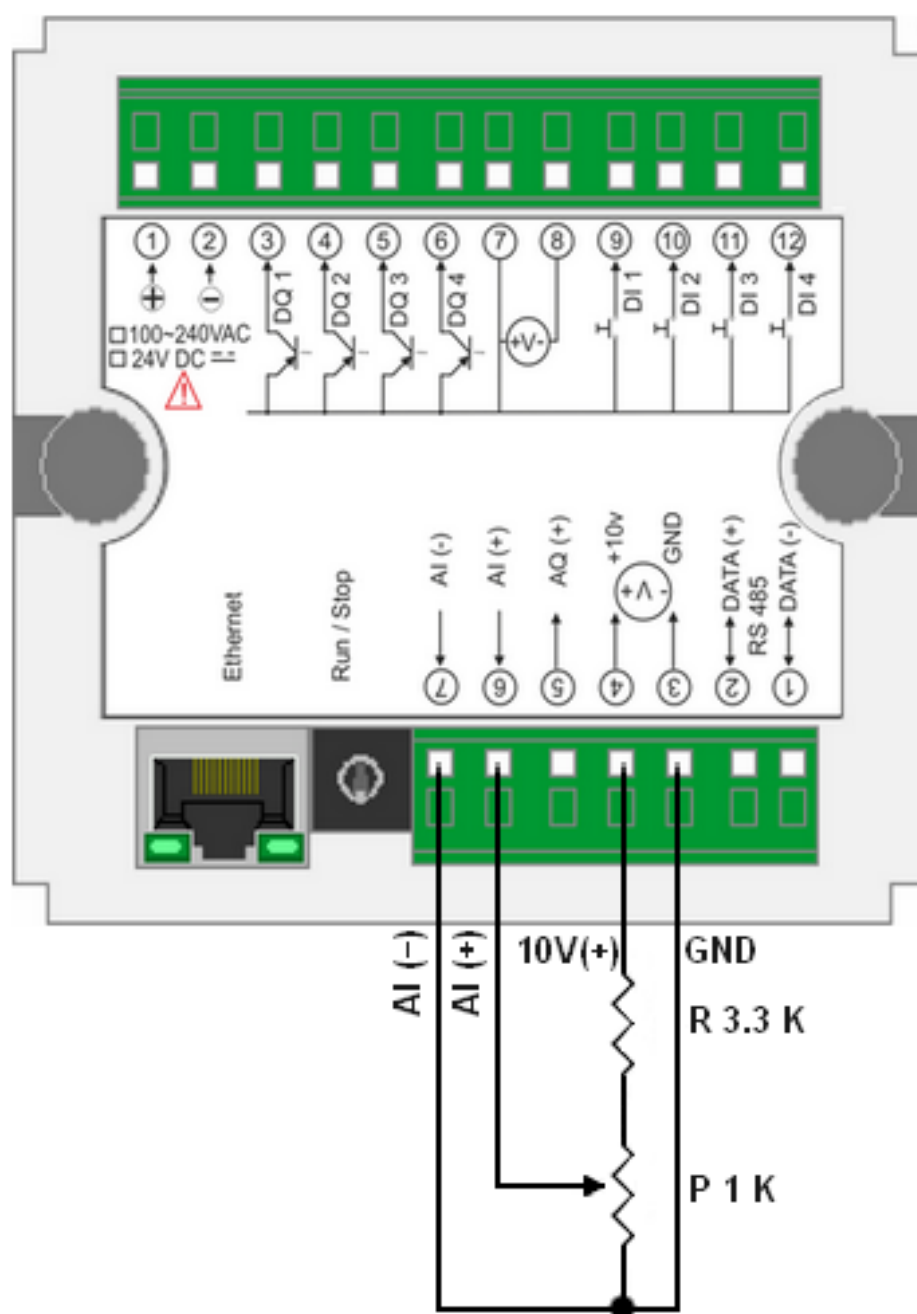 1 2 3 4 5 6 7 8 9 10 11 12
DQ 1
DQ 2
DQ 3
DQ 4
DI 1
DI 2
DI 3
DI 4
+ -
+V-
100~240VAC
24V DC
!
Ethernet
Run / Stop
AI (-)
AI (+)
AQ (+)
+10v
GND
DATA (+)
RS 485
DATA (-)
+V-
7 6 5 4 3 2 1
AI (-)
AI (+)
10V(+)
GND
R 3.3 K
P 1 K